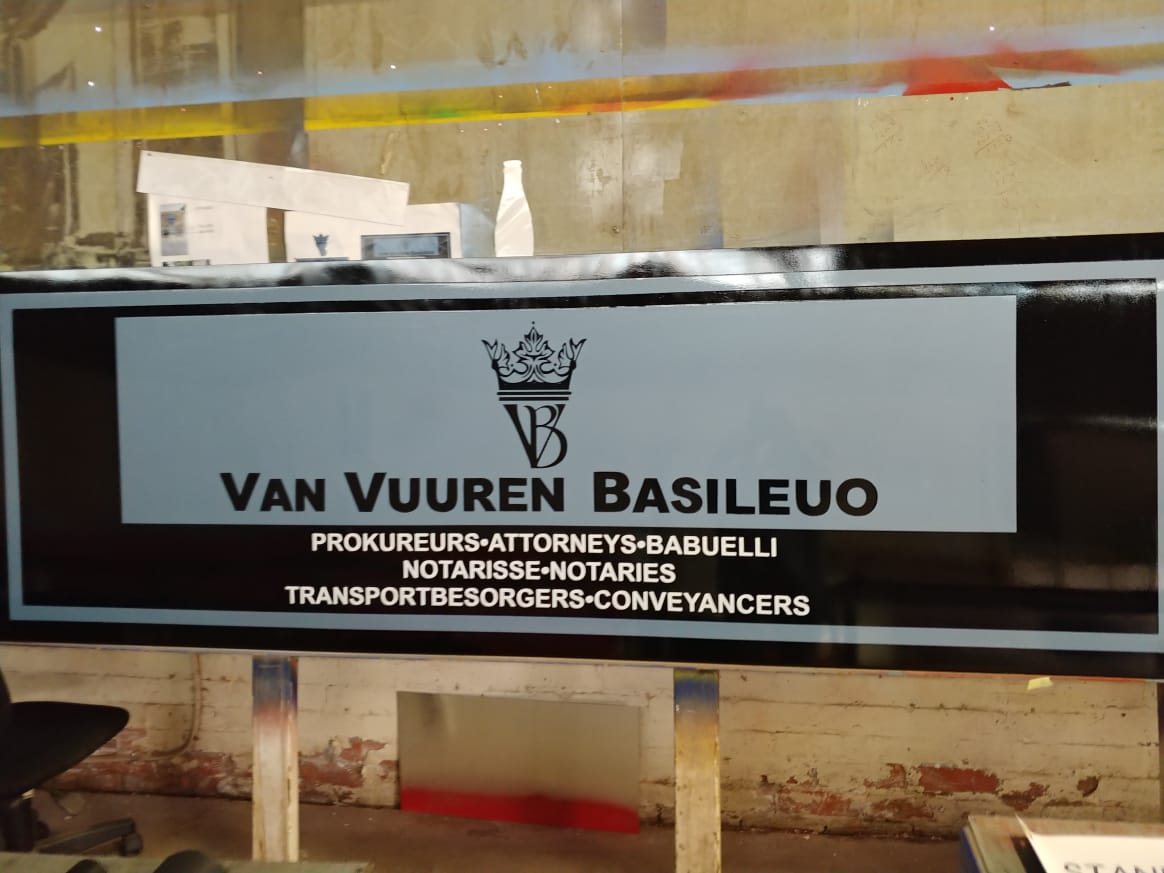 VB
VAN VUUREN BASILEUO
PROKUREURS•ATTORNEYS•BABUELLI
NOTARISSE•NOTARIES
TRANSPORTBESORGERS•CONVEYANCERS